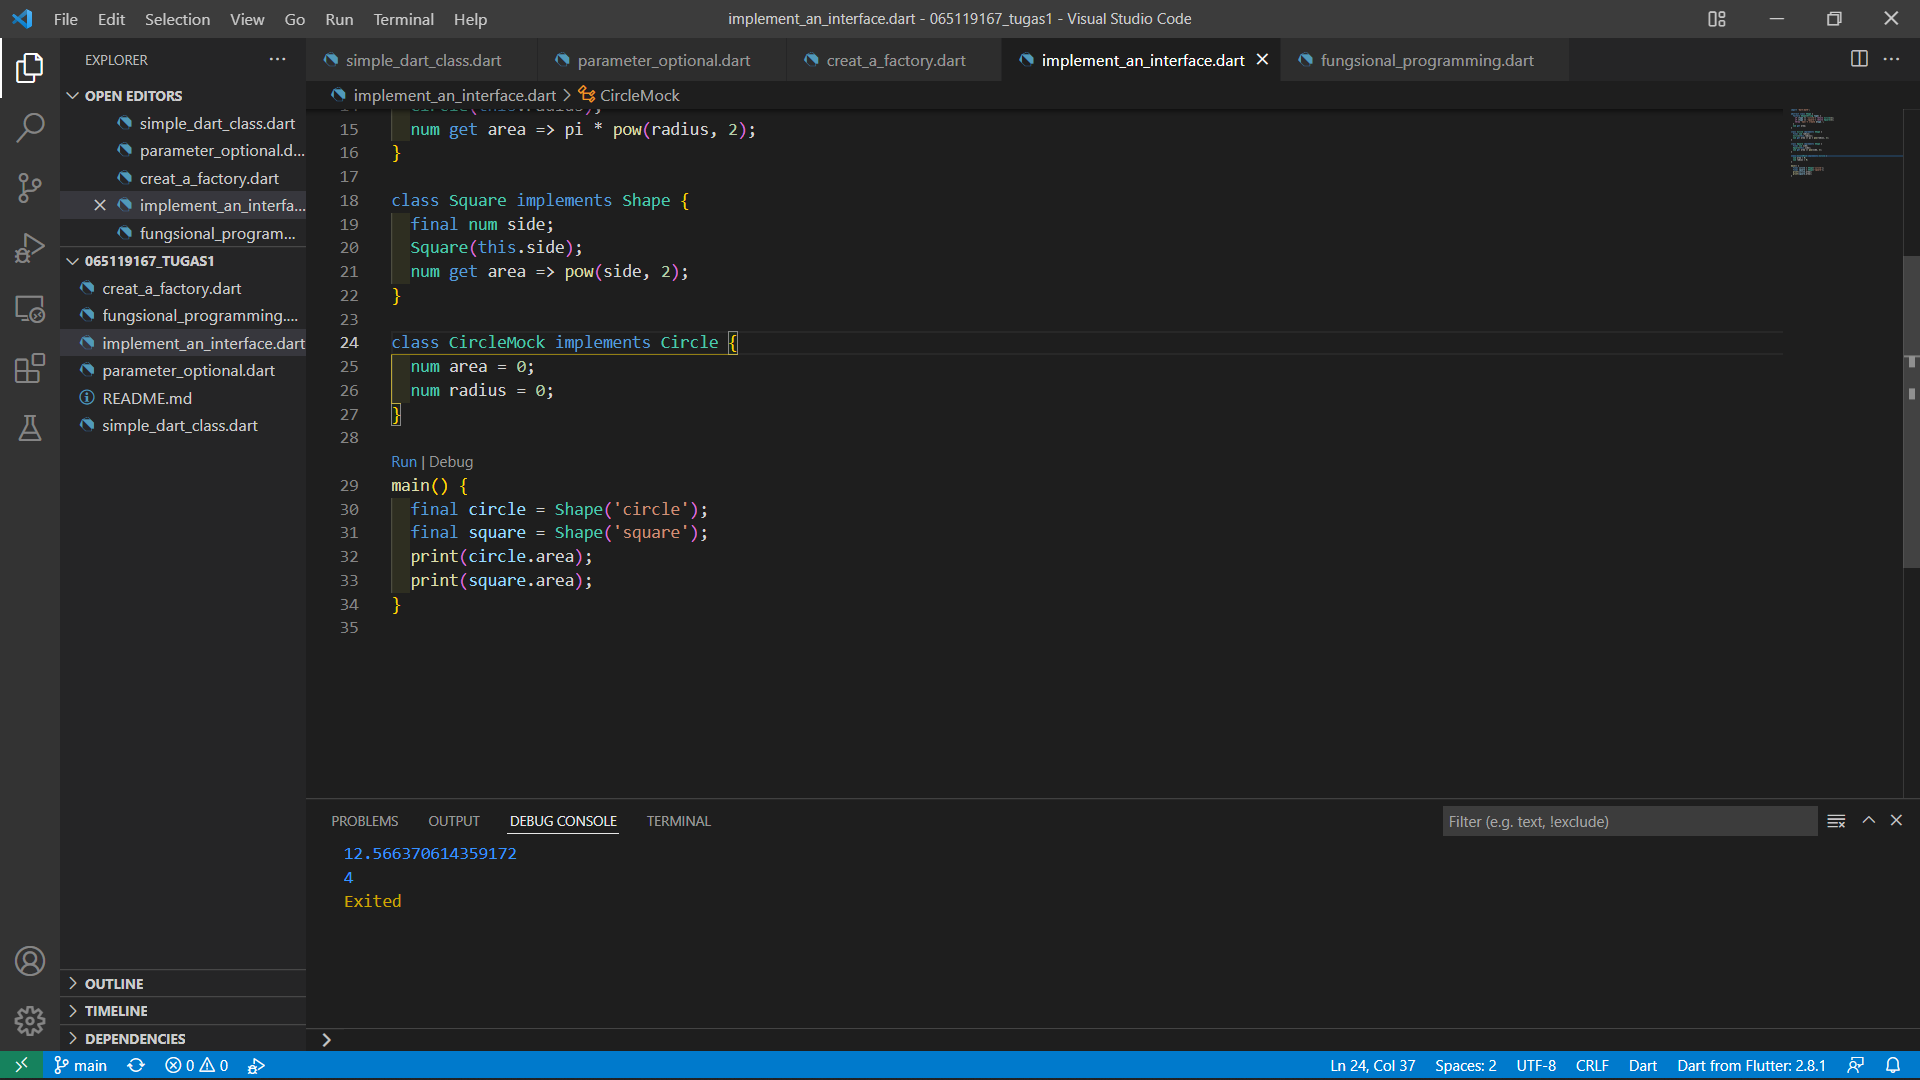 File Edit Selection View Go Run Terminal Help
implement_an_interface.dart - 065119167_tugas1 - Visual Studio Code
EXPLORER
simple_dart_class.dart
parameter_optional.dart
creat_a_factory.dart
implement_an_interface.dart
fungsional_programming.dart
OPEN EDITORS
simple_dart_class.dart
parameter_optional.d...
creat_a_factory.dart
implement_an_interfa...
fungsional_program...
065119167_TUGAS1
creat_a_factory.dart
fungsional_programming....
implement_an_interface.dart
parameter_optional.dart
README.md
simple_dart_class.dart
OUTLINE
TIMELINE
DEPENDENCIES
implement_an_interface.dart > CircleMock
15 num get area => pi * pow(radius, 2);
16 }
17
18 class Square implements Shape {
19 final num side;
20 Square(this.side);
21 num get area => pow(side, 2);
22 }
23
24 class CircleMock implements Circle {
25 num area = 0;
26 num radius = 0;
27 }
28
Run | Debug
29 main() {
30 final circle = Shape('circle');
31 final square = Shape('square');
32 print(circle.area);
33 print(square.area);
34 }
35
PROBLEMS OUTPUT DEBUG CONSOLE TERMINAL
Filter (e.g. text, !exclude)
12.566370614359172
4
Exited
main 0 0
Ln 24, Col 37 Spaces: 2 UTF-8 CRLF Dart Dart from Flutter: 2.8.1